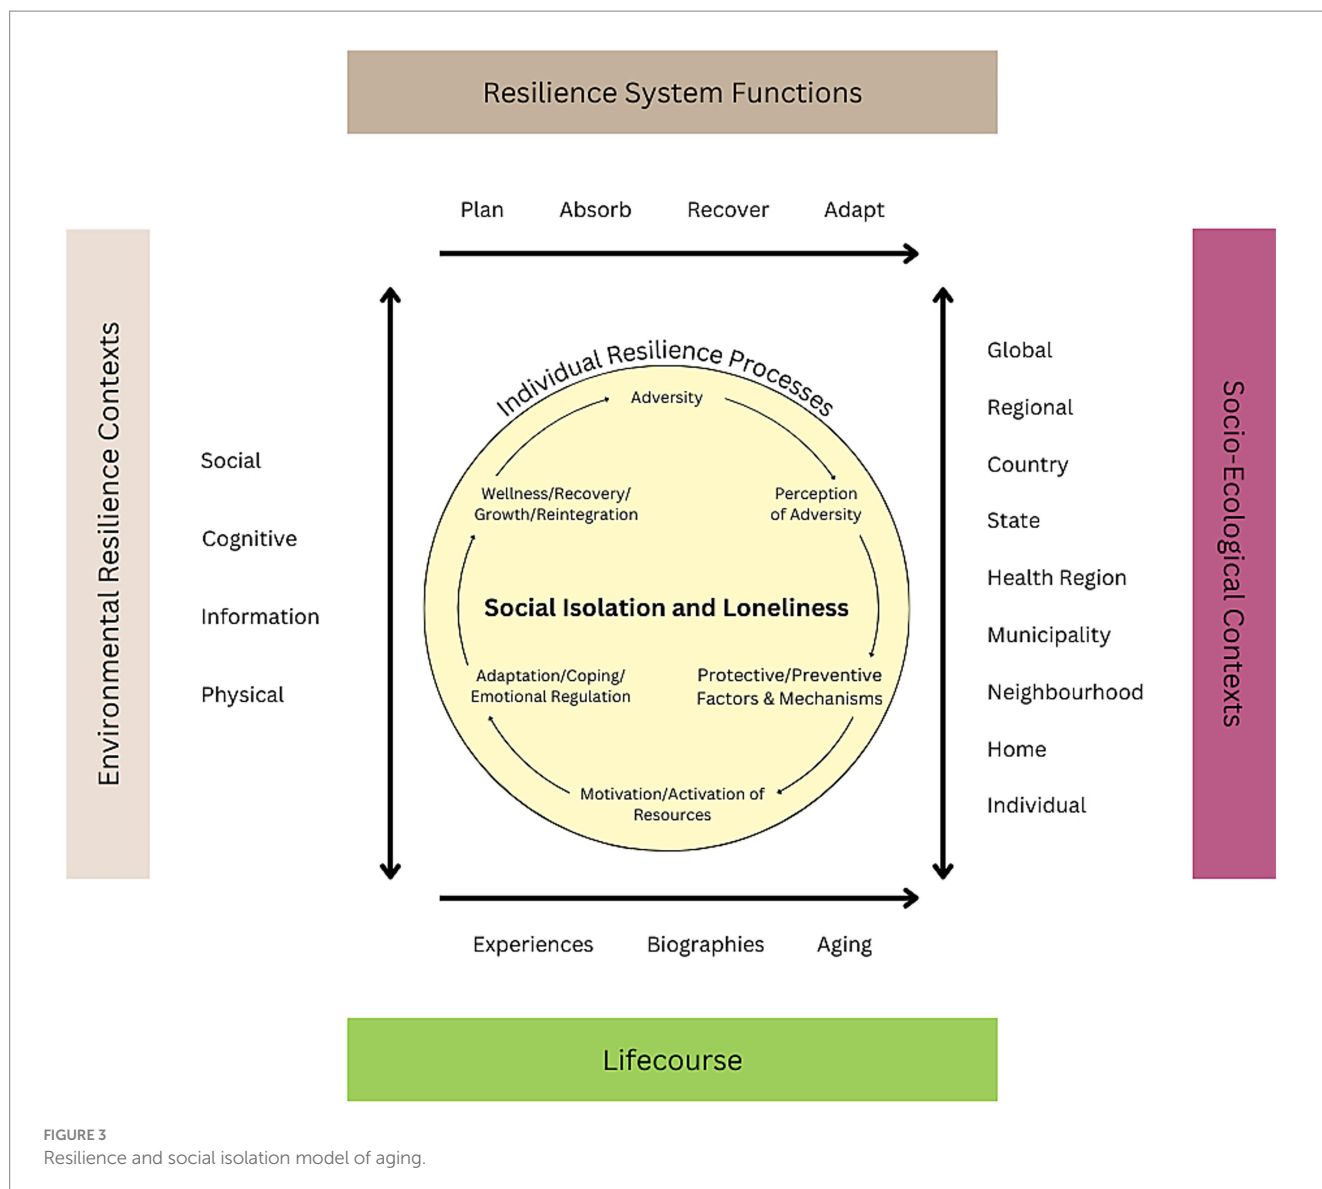 Resilience System Functions
Plan Absorb Recover Adapt
Environmental Resilience Contexts
Social
Cognitive
Information
Physical
Individual Resilience Processes
Adversity
Perception
of Adversity
Protective/Preventive
Factors & Mechanisms
Motivation/Activation of
Resources
Adaptation/Coping/
Emotional Regulation
Wellness/Recovery/
Growth/Reintegration
Social Isolation and Loneliness
Global
Regional
Country
State
Health Region
Municipality
Neighbourhood
Home
Individual
Socio-Ecological Contexts
Experiences Biographies Aging
Lifecourse
FIGURE 3
Resilience and social isolation model of aging.